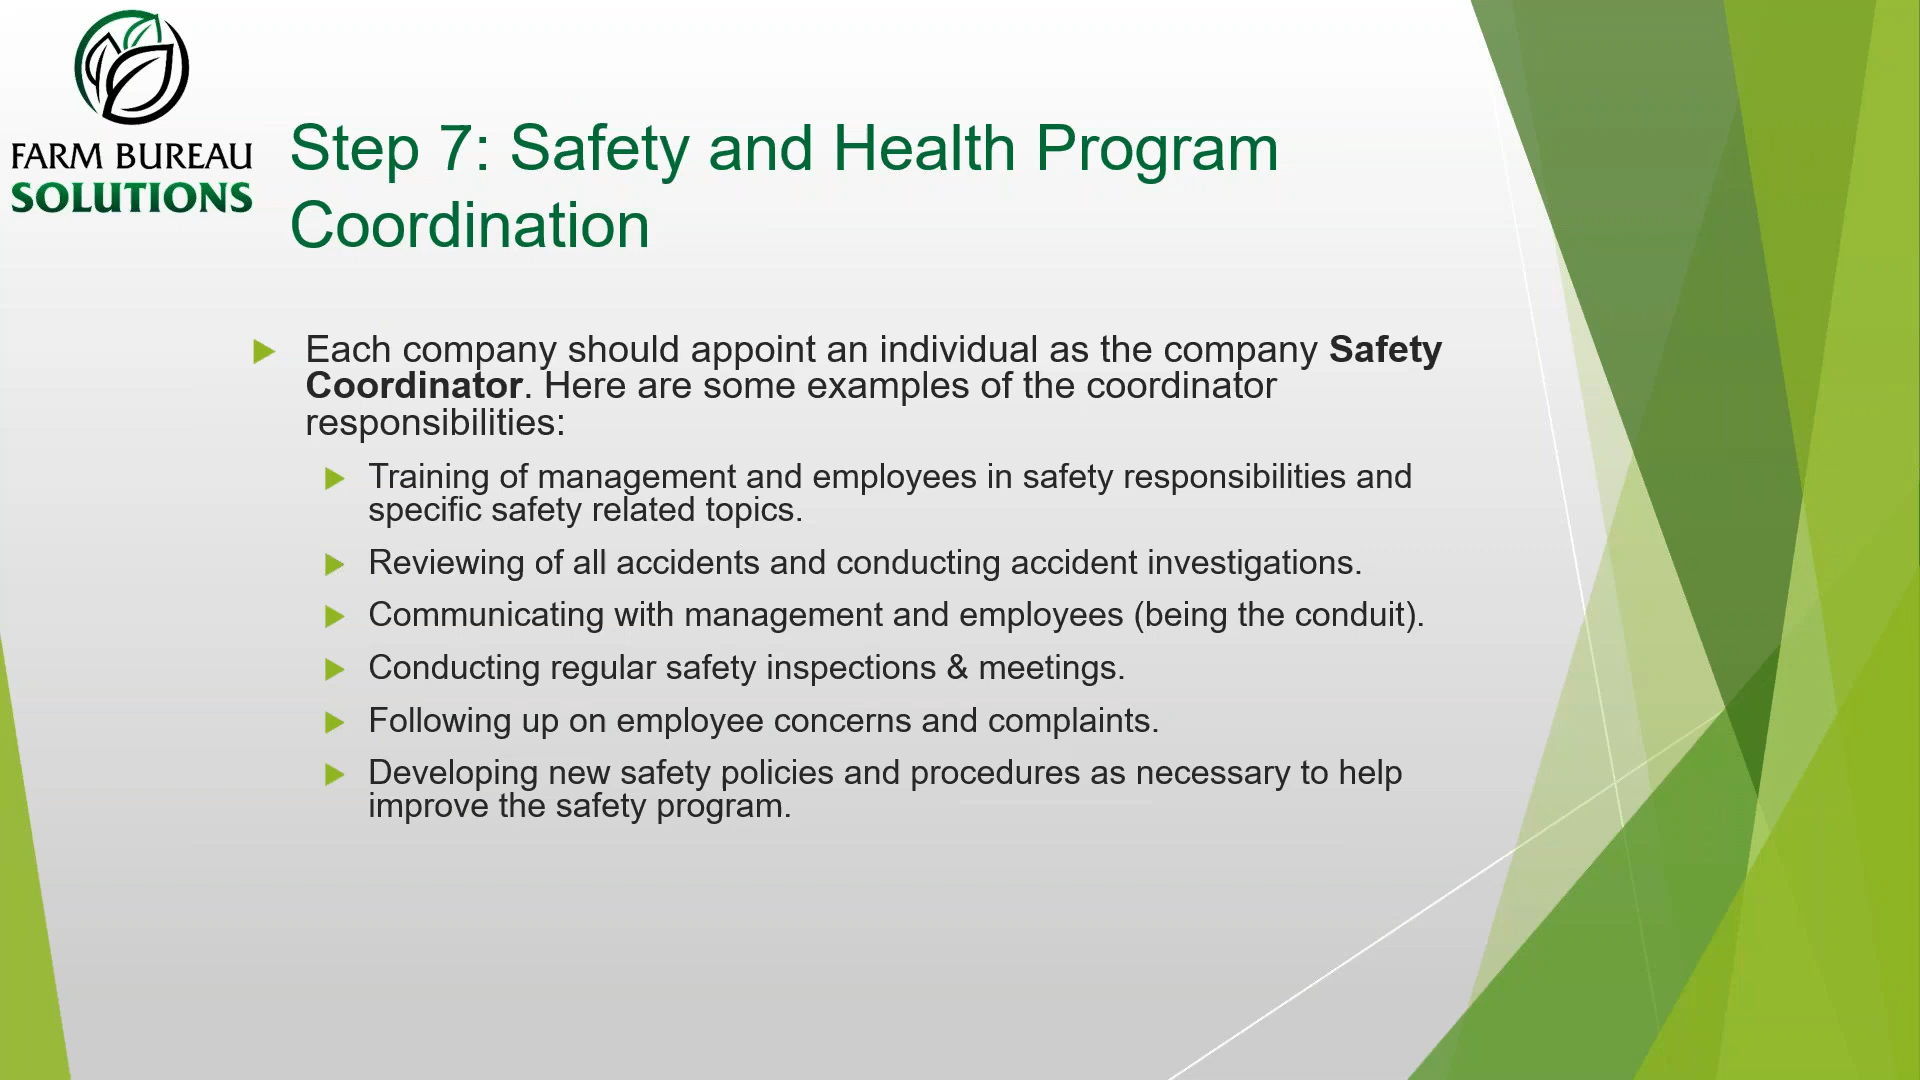 FARM BUREAU
SOLUTIONS
Step 7: Safety and Health Program
Coordination
Each company should appoint an individual as the company Safety
Coordinator. Here are some examples of the coordinator
responsibilities:
Training of management and employees in safety responsibilities and
specific safety related topics.
Reviewing of all accidents and conducting accident investigations.
Communicating with management and employees (being the conduit).
Conducting regular safety inspections & meetings.
Following up on employee concerns and complaints.
Developing new safety policies and procedures as necessary to help
improve the safety program.